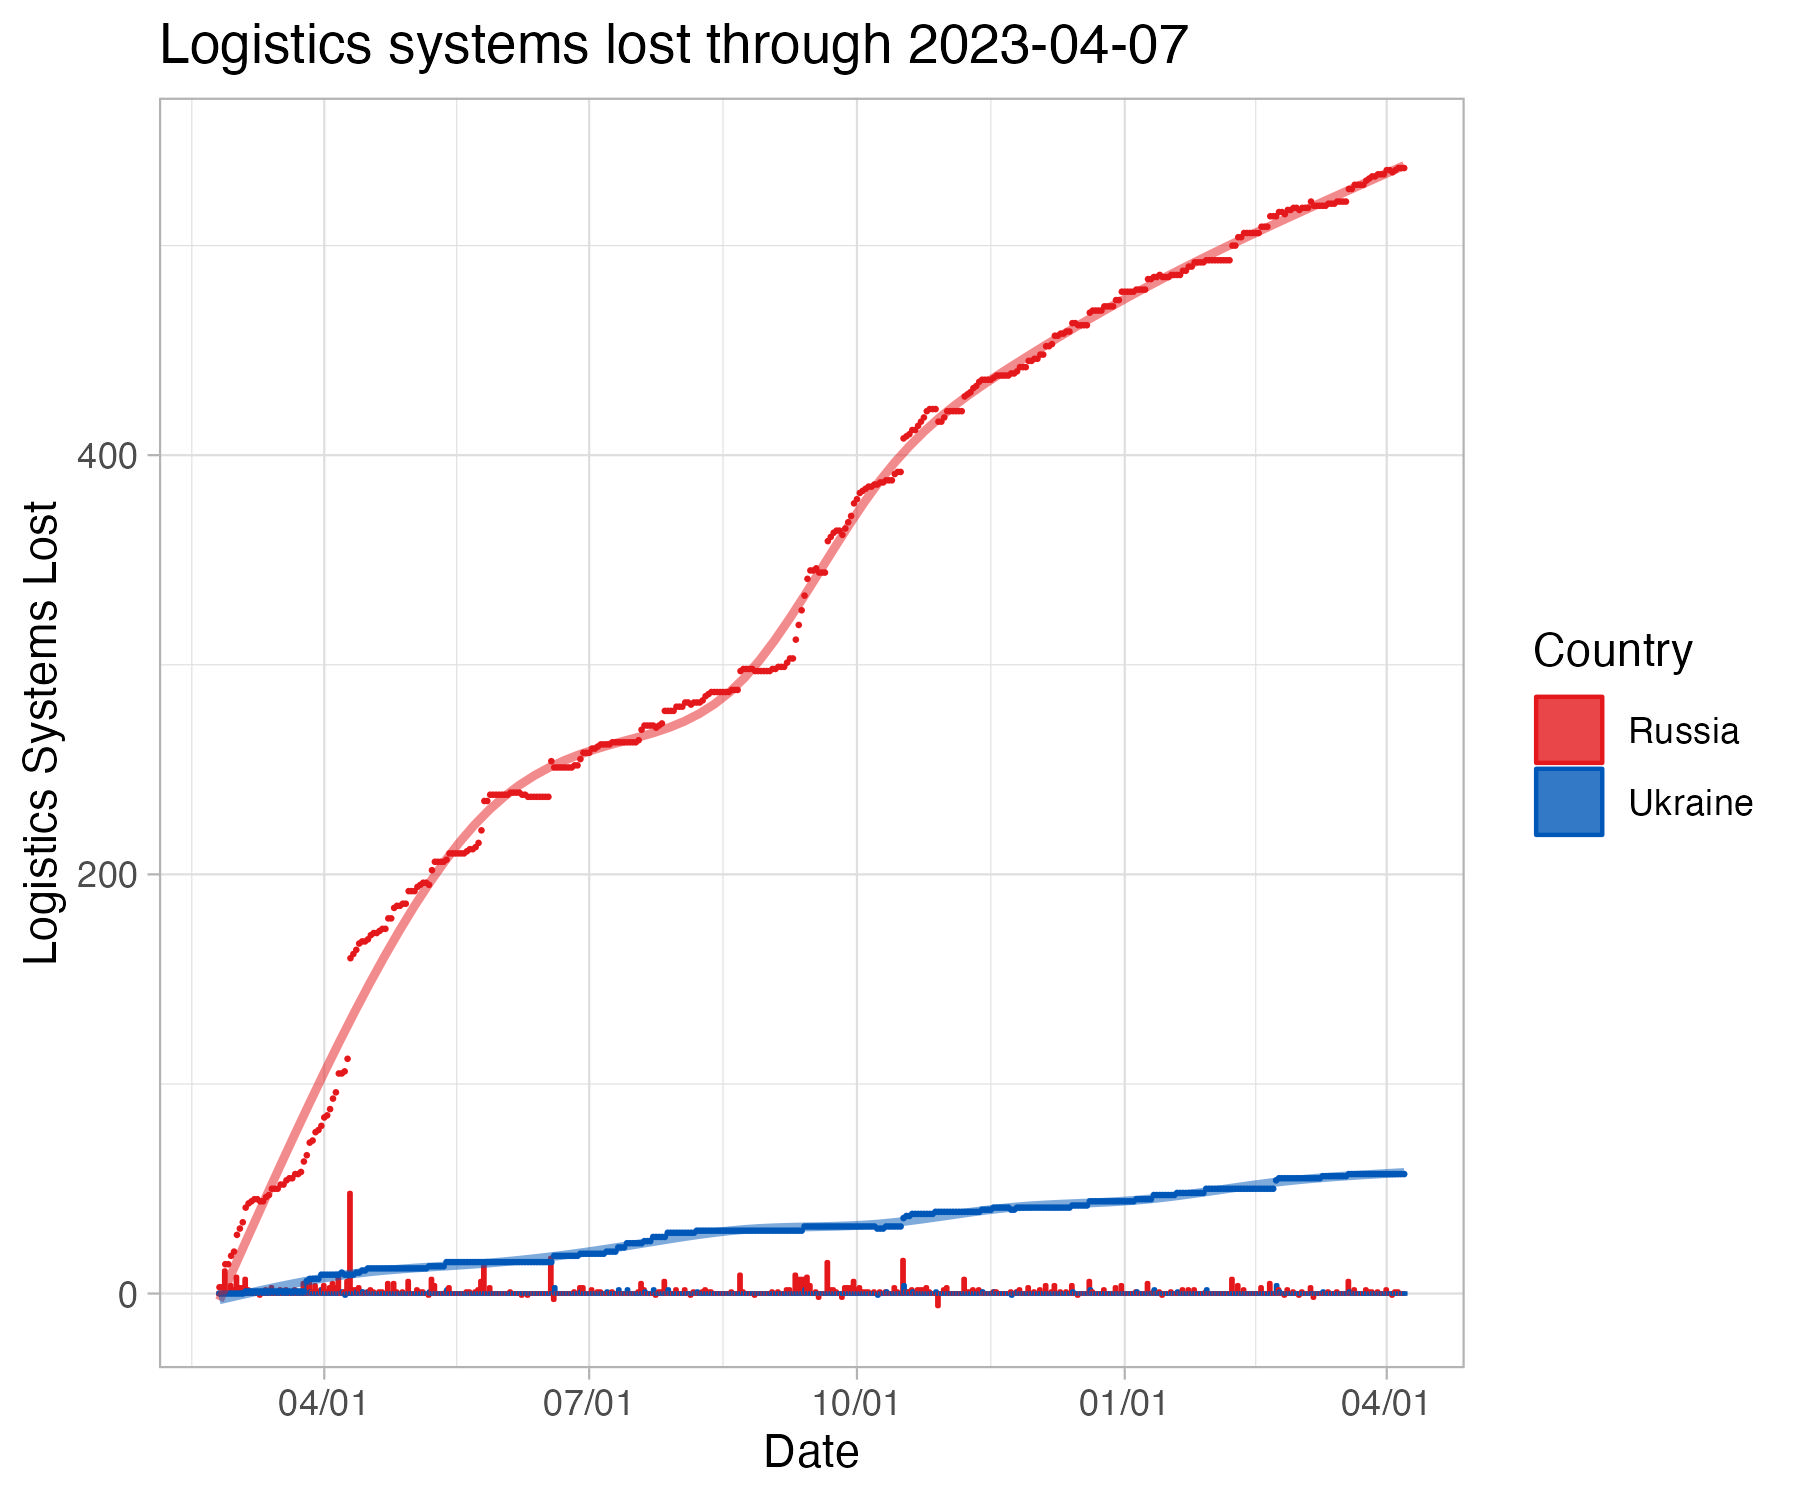 Logistics systems lost through 2023-04-07
Logistics Systems Lost
400
200
0
04/01
07/01
10/01
01/01
04/01
Date
Country
Russia
Ukraine